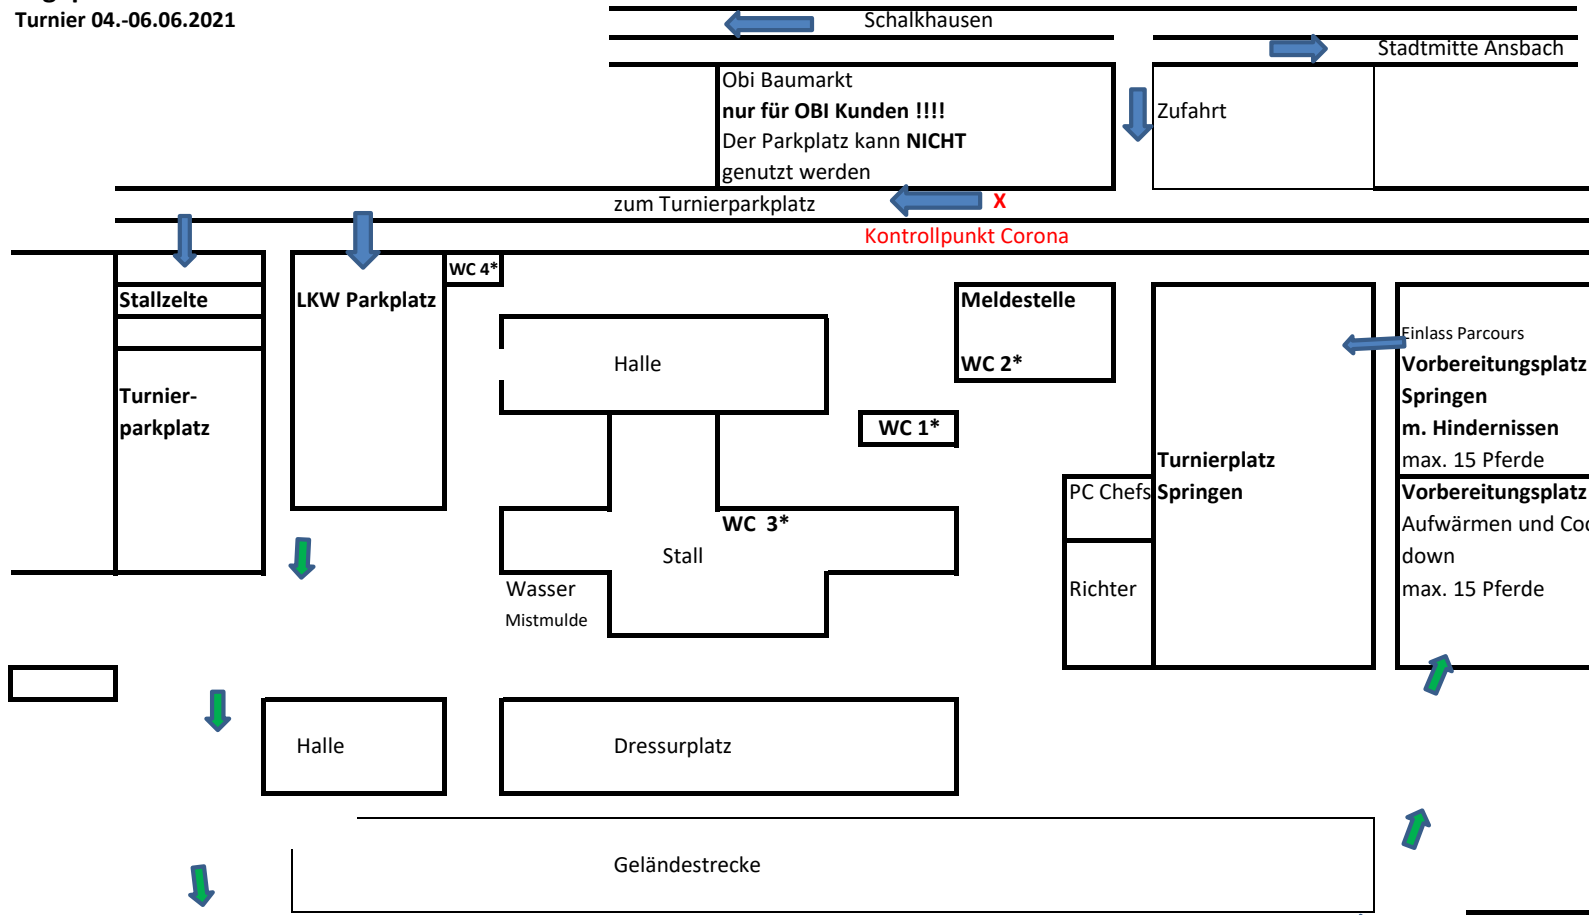 Turnier 04.-06.06.2021
Schalkhausen
Stadtmitte Ansbach
Obi Baumarkt
nur für OBI Kunden !!!!
Der Parkplatz kann NICHT
genutzt werden
Zufahrt
zum Turnierparkplatz
X
Kontrollpunkt Corona
WC 4*
Stallzelte
LKW Parkplatz
Meldestelle
Einlass Parcours
Halle
WC 2*
Vorbereitungsplatz
Springen
m. Hindernissen
max. 15 Pferde
Turnier-
parkplatz
WC 1*
Turnierplatz
Springen
PC Chefs
Vorbereitungsplatz
Aufwärmen und Coo
down
max. 15 Pferde
WC 3*
Stall
Wasser
Mistmulde
Richter
Halle
Dressurplatz
Geländestrecke